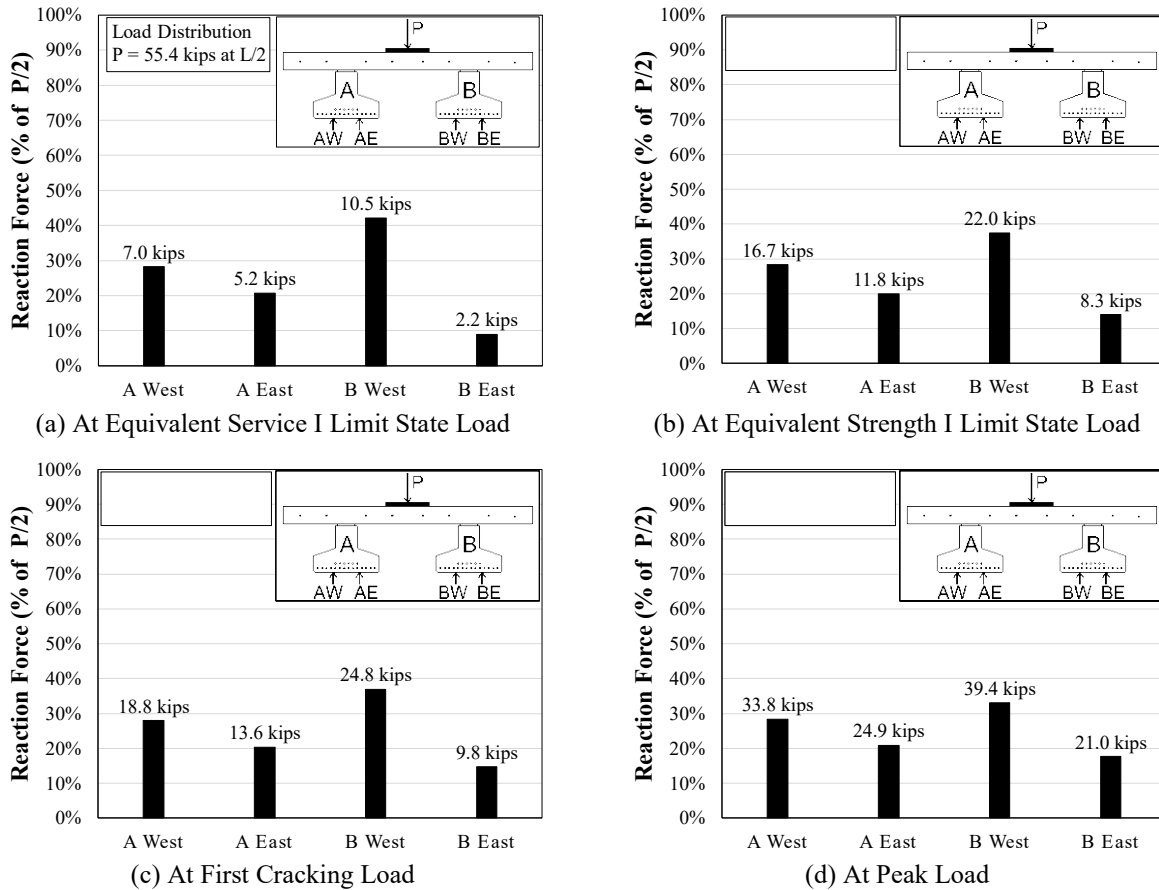 Reaction Force (% of P/2)
100%
90%
80%
70%
60%
50%
40%
30%
20%
10%
0%
Load Distribution
P = 55.4 kips at L/2
P
A
B
AW
AE
BW
BE
7.0 kips
5.2 kips
10.5 kips
2.2 kips
A West
A East
B West
B East
(a) At Equivalent Service I Limit State Load
Reaction Force (% of P/2)
100%
90%
80%
70%
60%
50%
40%
30%
20%
10%
0%
P
A
B
AW
AE
BW
BE
16.7 kips
11.8 kips
22.0 kips
8.3 kips
A West
A East
B West
B East
(b) At Equivalent Strength I Limit State Load
Reaction Force (% of P/2)
100%
90%
80%
70%
60%
50%
40%
30%
20%
10%
0%
P
A
B
AW
AE
BW
BE
18.8 kips
13.6 kips
24.8 kips
9.8 kips
A West
A East
B West
B East
(c) At First Cracking Load
Reaction Force (% of P/2)
100%
90%
80%
70%
60%
50%
40%
30%
20%
10%
0%
P
A
B
AW
AE
BW
BE
33.8 kips
24.9 kips
39.4 kips
21.0 kips
A West
A East
B West
B East
(d) At Peak Load